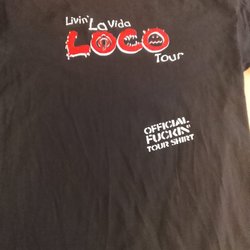 Livin' La Vida
LOCO
Tour
OFFICIAL
FUCKIN'
TOUR SHIRT